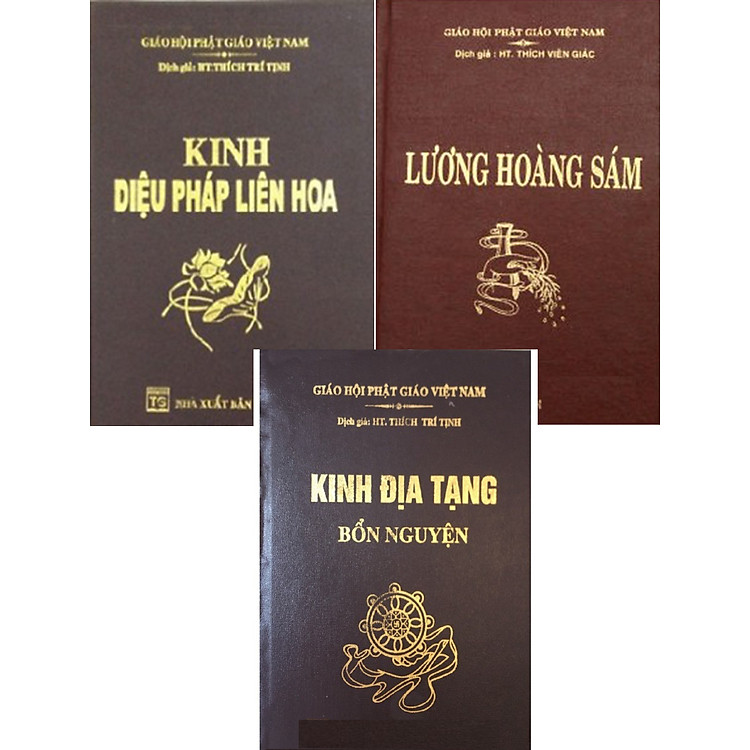 GIÁO HỘI PHẬT GIÁO VIỆT NAM
Dịch giả: HT.THÍCH TRÍ TỊNH
KINH
DIỆU PHÁP LIÊN HOA
TG
NHÀ XUẤT BẢN
GIÁO HỘI PHẬT GIÁO VIỆT NAM
Dịch giả : HT. THÍCH VIÊN GIÁC
LƯƠNG HOÀNG SÁM
GIÁO HỘI PHẬT GIÁO VIỆT NAM
Dịch giả: HT. THÍCH TRÍ TỊNH
KINH ĐỊA TẠNG
BỔN NGUYỆN